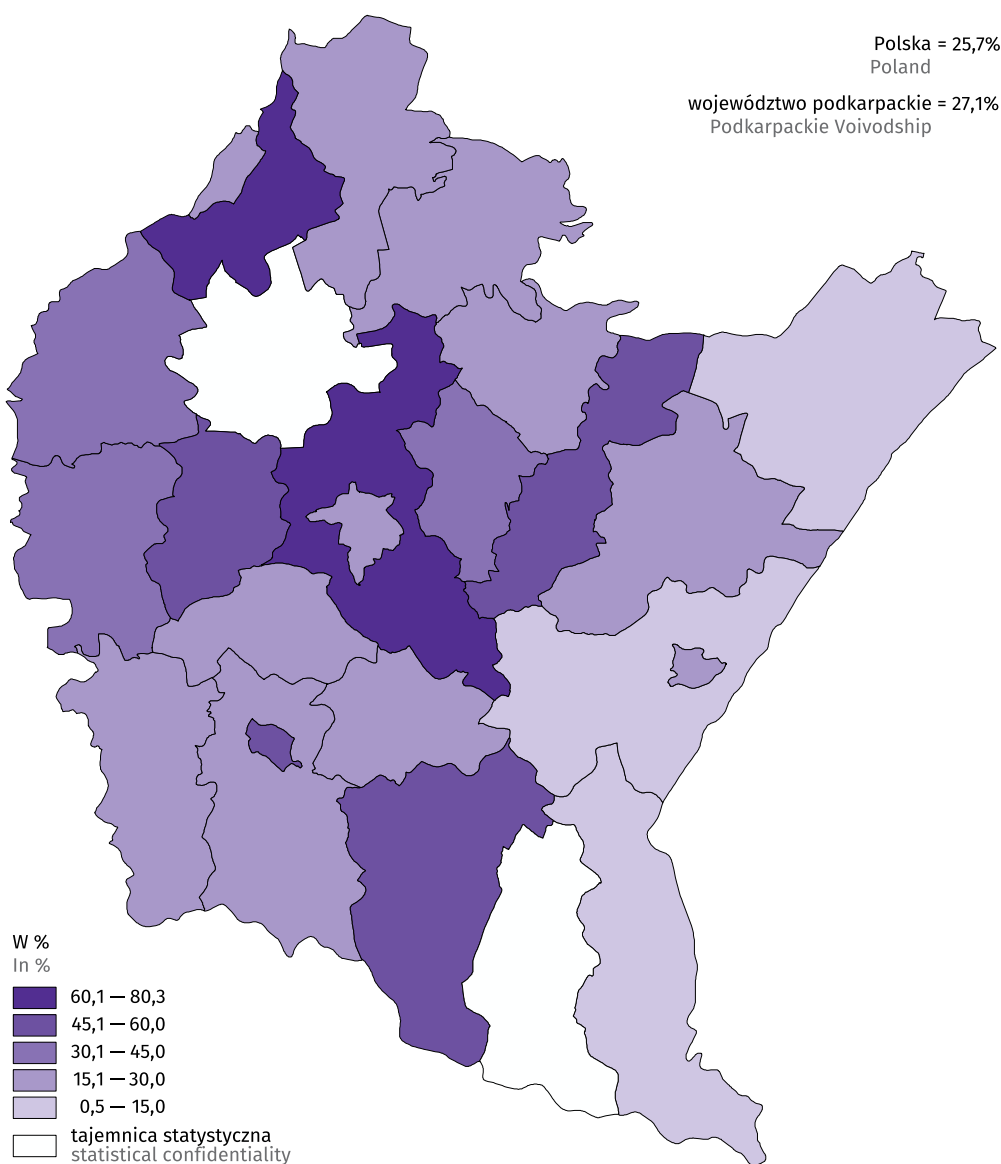 Polska = 25,7%
Poland
województwo podkarpackie = 27,1%
Podkarpackie Voivodship
W %
In %
60,1 — 80,3
45,1 — 60,0
30,1 — 45,0
15,1 — 30,0
0,5 — 15,0
tajemnica statystyczna
statistical confidentiality